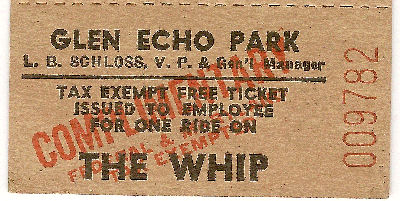 GLEN ECHO PARK
L. B. SCHLOSS, V. P. & Gen'l Manager
TAX EXEMPT FREE TICKET
ISSUED TO EMPLOYEE
FOR ONE RIDE ON
THE WHIP
COMPLIMENTARY
009782